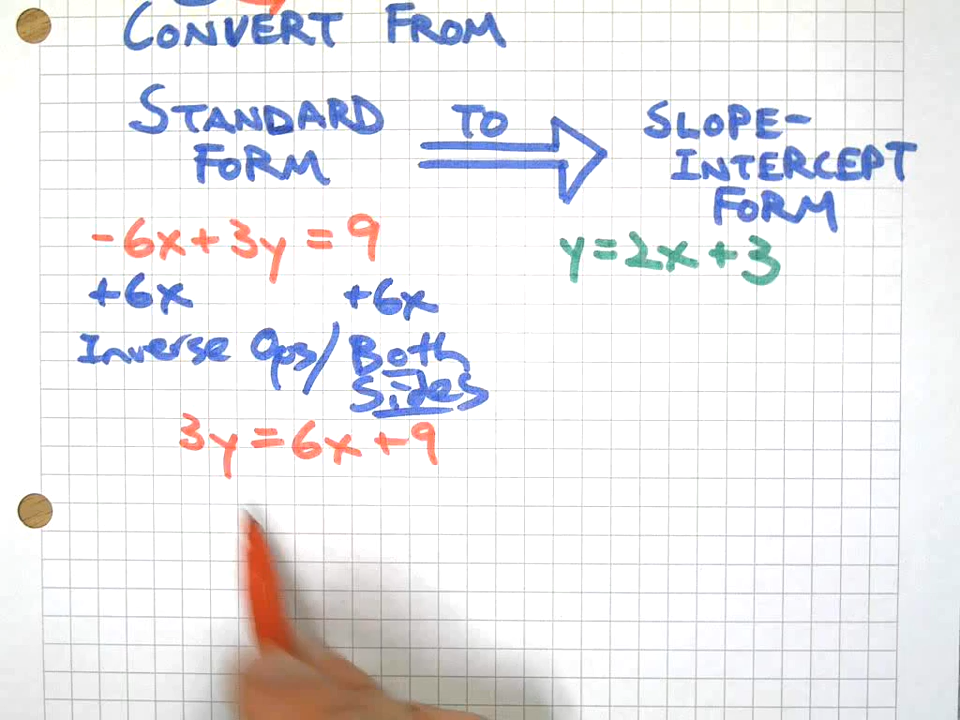 CONVERT FROM
STANDARD FORM
TO
SLOPE-
INTERCEPT
FORM
-6x+3y=9
+6x +6x
Inverse Ops/Both
Sides
3y=6x+9
y=2x+3